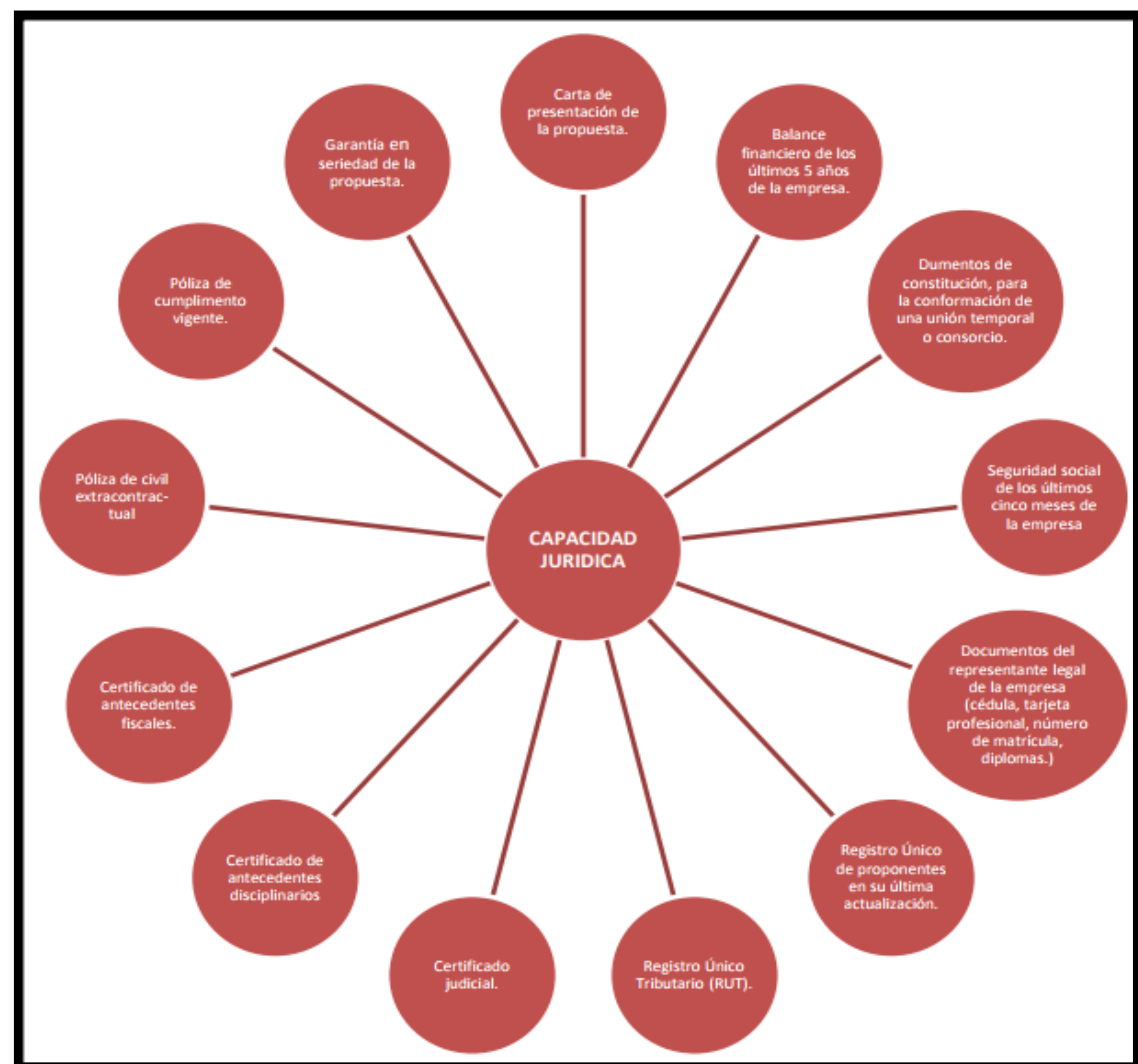 Carta de
presentación de
la propuesta.
Balance
financiero de los
últimos 5 años
de la empresa.
Dumentos de
constitución, para
la conformación de
una unión temporal
o consorcio.
Seguridad social
de los últimos
cinco meses de
la empresa
Documentos del
representante legal
de la empresa
(cédula, tarjeta
profesional, número
de matrícula,
diplomas.)
Registro Único
de proponentes
en su última
actualización.
Registro Único
Tributario (RUT).
Certificado
judicial.
Certificado de
antecedentes
disciplinarios
Certificado de
antecedentes
fiscales.
Póliza de civil
extracontrac-
tual
Póliza de
cumplimento
vigente.
Garantía en
seriedad de la
propuesta.
CAPACIDAD
JURIDICA